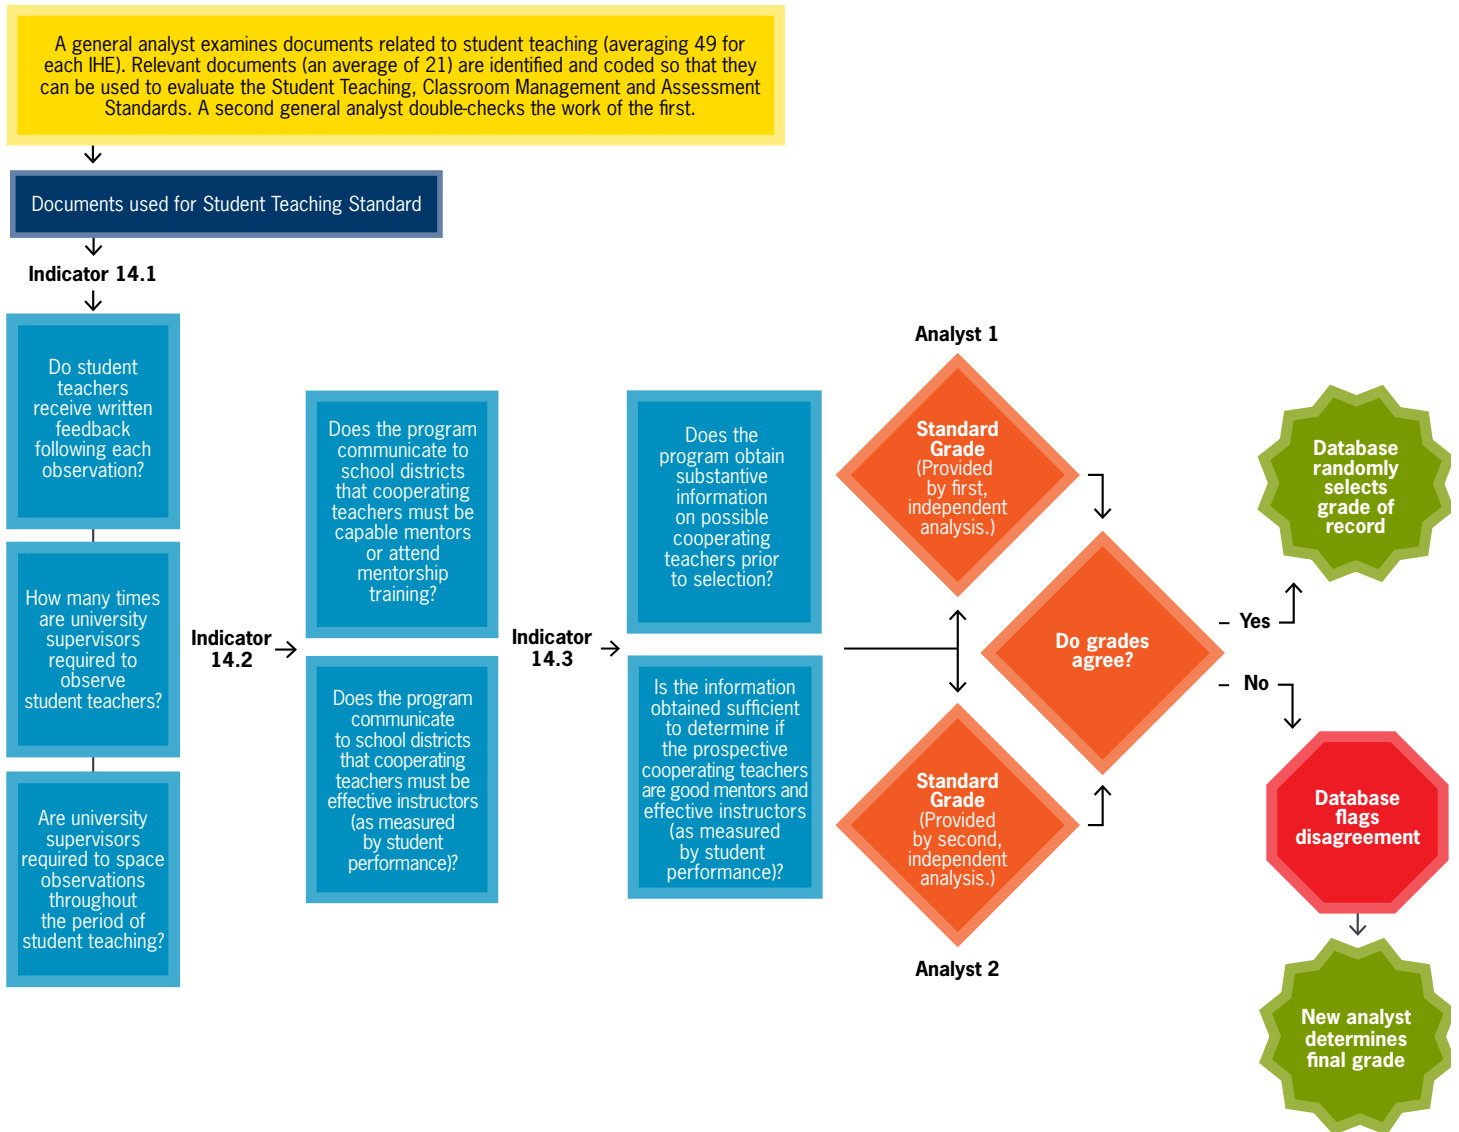 A general analyst examines documents related to student teaching (averaging 49 for
each IHE). Relevant documents (an average of 21) are identified and coded so that they
can be used to evaluate the Student Teaching, Classroom Management and Assessment
Standards. A second general analyst double-checks the work of the first.
Documents used for Student Teaching Standard
Indicator 14.1
Do student
teachers
receive written
feedback
following each
observation?
How many times
are university
supervisors
required to
observe
student teachers?
Are university
supervisors
required to space
observations
throughout
the period of
student teaching?
Indicator
14.2
Does the program
communicate to
school districts
that cooperating
teachers must be
capable mentors
or attend
mentorship
training?
Does the program
communicate
to school districts
that cooperating
teachers must be
effective instructors
(as measured
by student
performance)?
Indicator
14.3
Does the
program obtain
substantive
information
on possible
cooperating
teachers prior
to selection?
Is the information
obtained sufficient
to determine if
the prospective
cooperating teachers
are good mentors and
effective instructors
(as measured
by student
performance)?
Analyst 1
Standard
Grade
(Provided
by first,
independent
analysis.)
Standard
Grade
(Provided
by second,
independent
analysis.)
Analyst 2
Do grades
agree?
Yes
No
Database
randomly
selects
grade of
record
Database
flags
disagreement
New analyst
determines
final grade